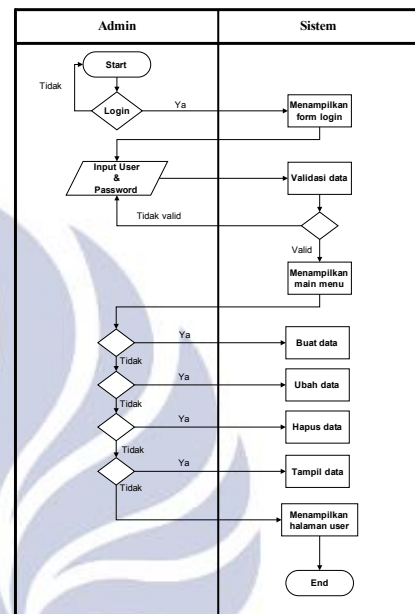 Admin
Sistem
Start
Tidak
Login
Ya
Menampilkan
form login
Input User
&
Password
Validasi data
Tidak valid
Valid
Menampilkan
main menu
Ya
Buat data
Tidak
Ya
Ubah data
Tidak
Ya
Hapus data
Tidak
Ya
Tampil data
Tidak
Menampilkan
halaman user
End